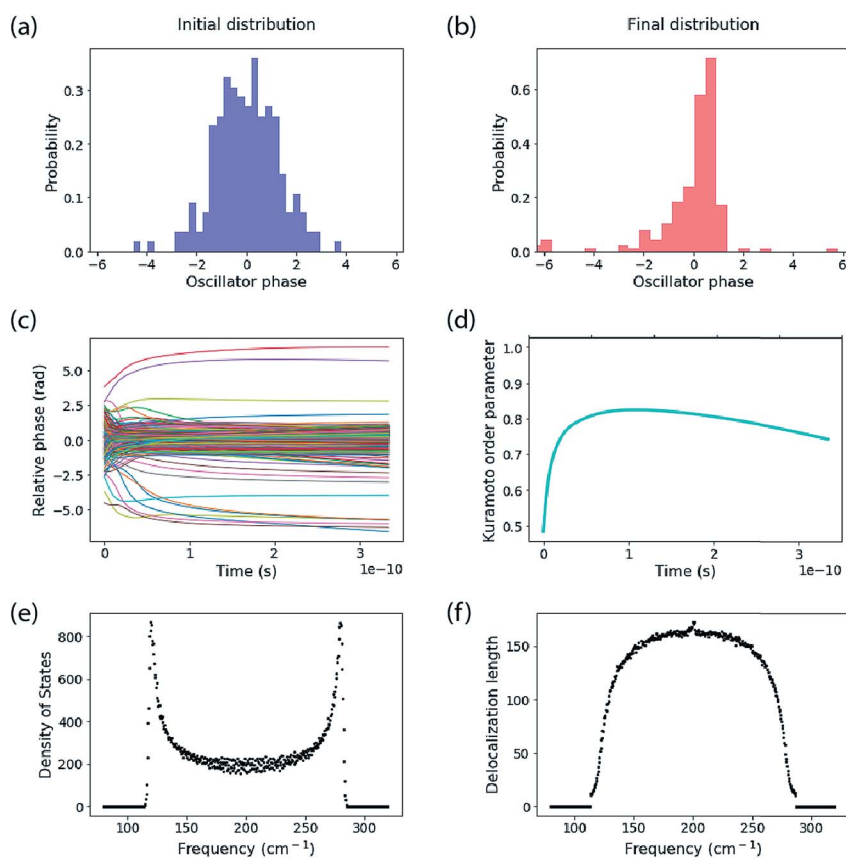 (a) Initial distribution
Probability
0.3
0.2
0.1
0.0
−6 −4 −2 0 2 4 6
Oscillator phase
(b) Final distribution
Probability
0.6
0.4
0.2
0.0
−6 −4 −2 0 2 4 6
Oscillator phase
(c)
Relative phase (rad)
5.0
2.5
0.0
−2.5
−5.0
0 1 2 3
Time (s) 1e−10
(d)
Kuramoto order parameter
1.0
0.9
0.8
0.7
0.6
0.5
0 1 2 3
Time (s) 1e−10
(e)
Density of States
800
600
400
200
0
100 150 200 250 300
Frequency (cm−1)
(f)
Delocalization length
150
100
50
0
100 150 200 250 300
Frequency (cm−1)